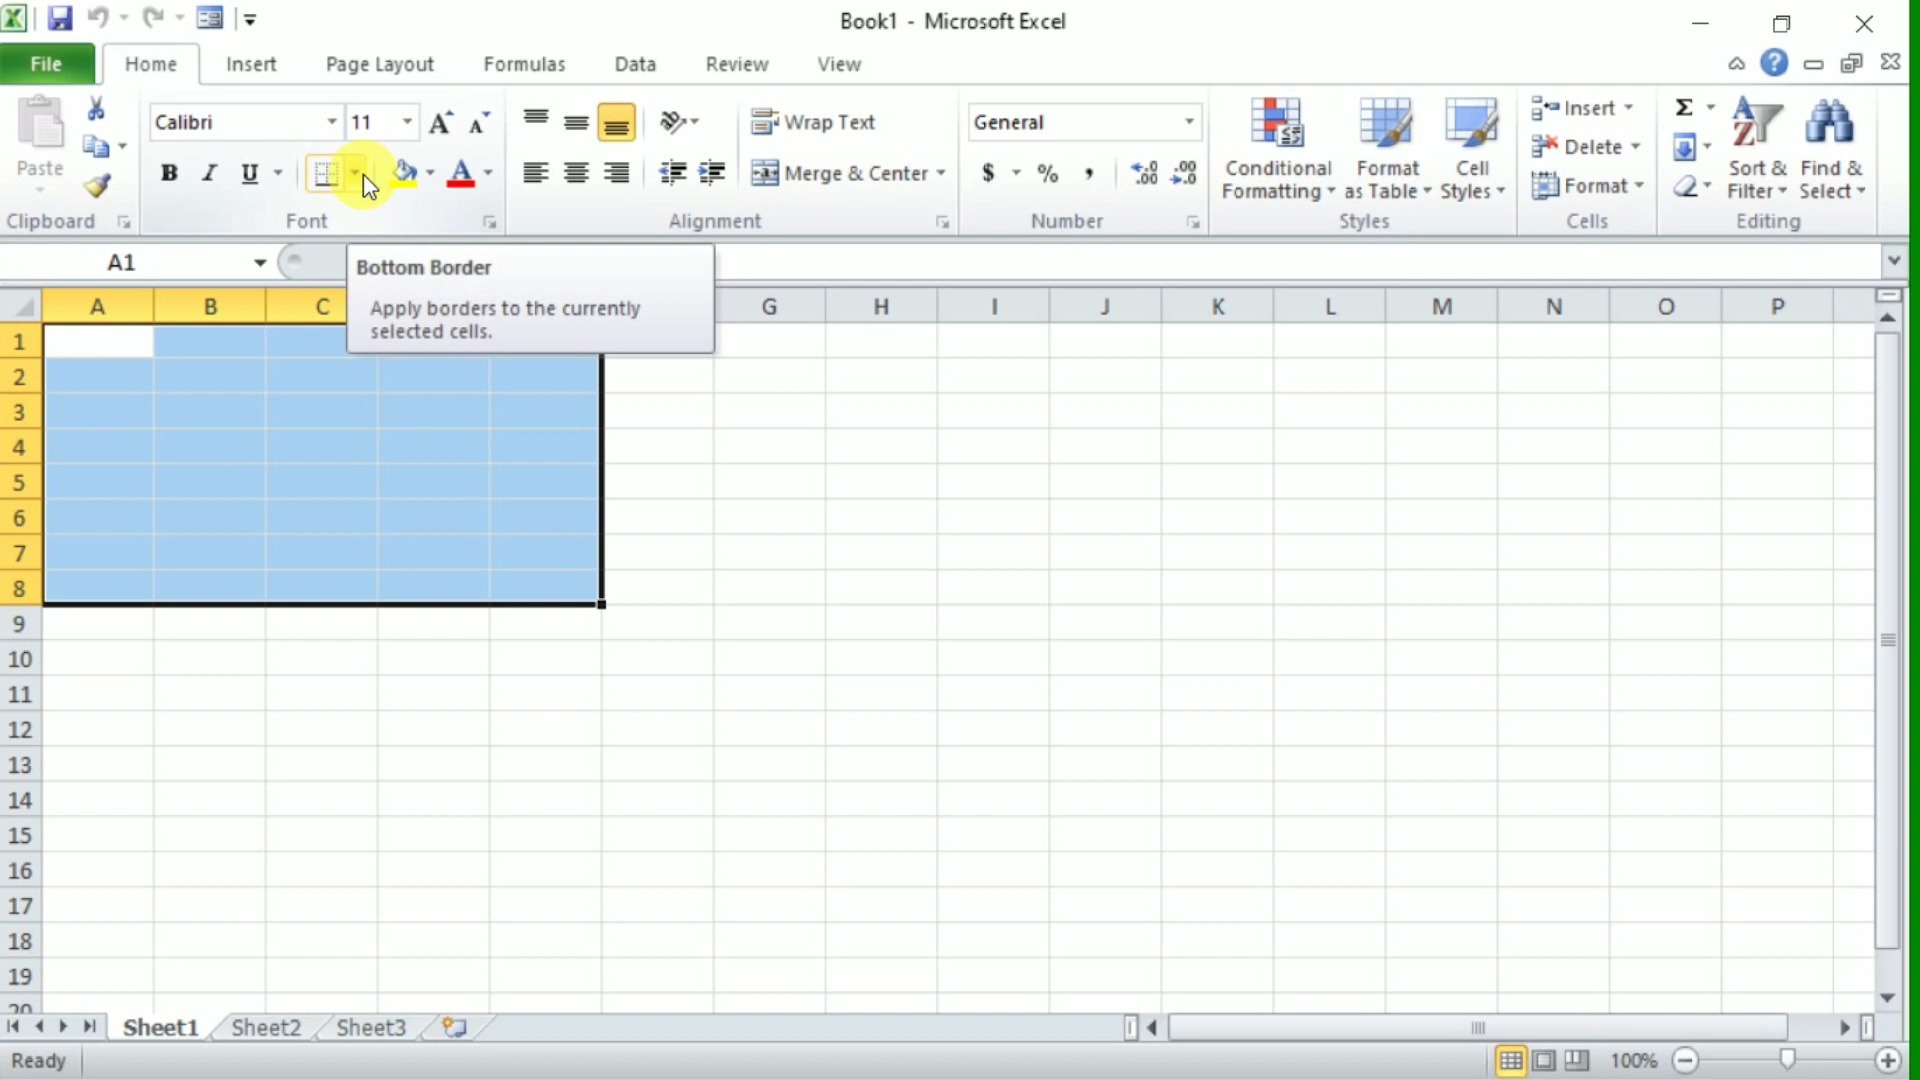 Book1 - Microsoft Excel
File Home Insert Page Layout Formulas Data Review View
Calibri 11 Wrap Text General Insert
Paste Delete
B I U Merge & Center $ % , Conditional Formatting Format as Table Cell Styles Format Sort & Filter Find & Select
Clipboard Font Alignment Number Styles Cells Editing
A1
Bottom Border
Apply borders to the currently
selected cells.
A B C G H I J K L M N O P
1
2
3
4
5
6
7
8
9
10
11
12
13
14
15
16
17
18
19
20
Sheet1 Sheet2 Sheet3
Ready 100%